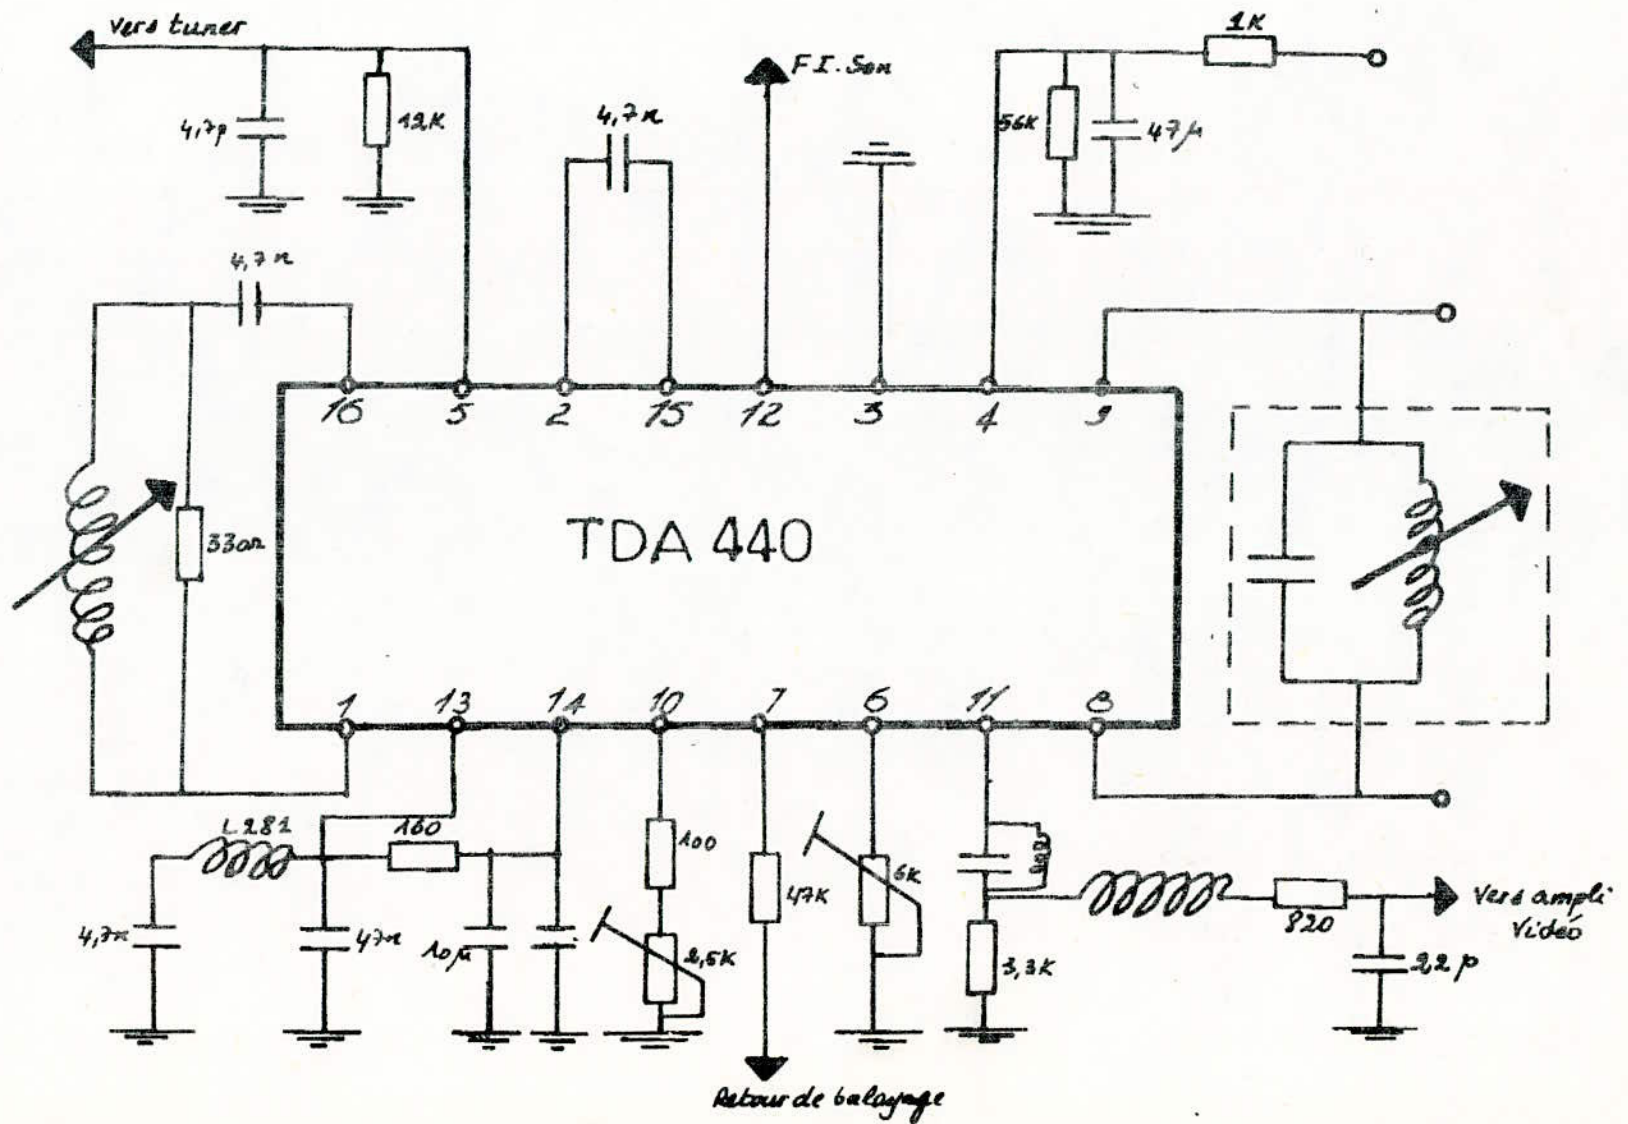 Vers tuner
1K
F.I. Son
4,7p
12K
4,7n
56K
47µ
4,7n
16 5 2 15 12 3 4 9
TDA 440
330Ω
1 13 14 10 7 6 11 8
L281
160
100
47K
6K
820
Vers ampli
Vidéo
4,7n
47n
10µ
2,5K
3,3K
22p
Retour de balayage